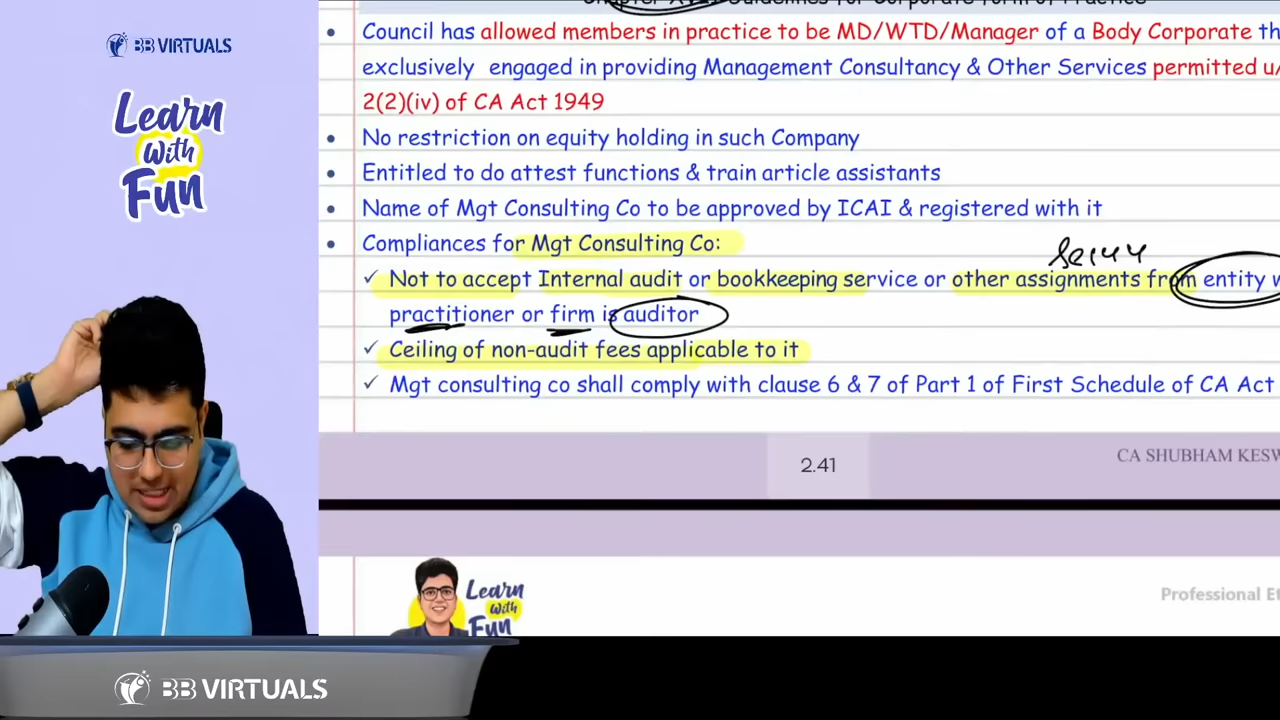 Guidelines for Corporate form of Practice
BB VIRTUALS
Learn
With
Fun
• Council has allowed members in practice to be MD/WTD/Manager of a Body Corporate th
exclusively engaged in providing Management Consultancy & Other Services permitted u/
2(2)(iv) of CA Act 1949
• No restriction on equity holding in such Company
• Entitled to do attest functions & train article assistants
• Name of Mgt Consulting Co to be approved by ICAI & registered with it
• Compliances for Mgt Consulting Co:
✓ Not to accept Internal audit or bookkeeping service or other assignments from entity w
practitioner or firm is auditor
✓ Ceiling of non-audit fees applicable to it
✓ Mgt consulting co shall comply with clause 6 & 7 of Part 1 of First Schedule of CA Act
2.41
CA SHUBHAM KESW
Learn
With
Fun
Professional Et
BB VIRTUALS